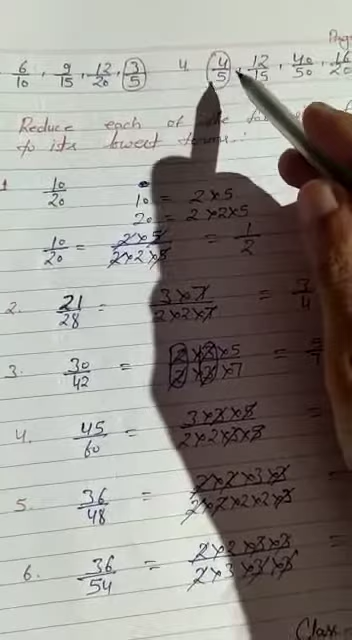 6/10, 9/15, 12/20, 3/5 4 4/5, 12/15, 40/50, 16/20
Reduce each of the
to its lowest terms:
1 10/20 10 = 2×5
20 = 2×2×5
10/20 = 2×5/2×2×5 = 1/2
2. 21/28 = 3×7/2×2×7 = 3/4
3. 30/42 = 2×3×5/2×3×7 = 5/7
4. 45/60 = 3×3×5/2×2×3×5 =
5. 36/48 = 2×2×3×3/2×2×2×2×3 =
6. 36/54 = 2×2×3×3/2×3×3×3 =